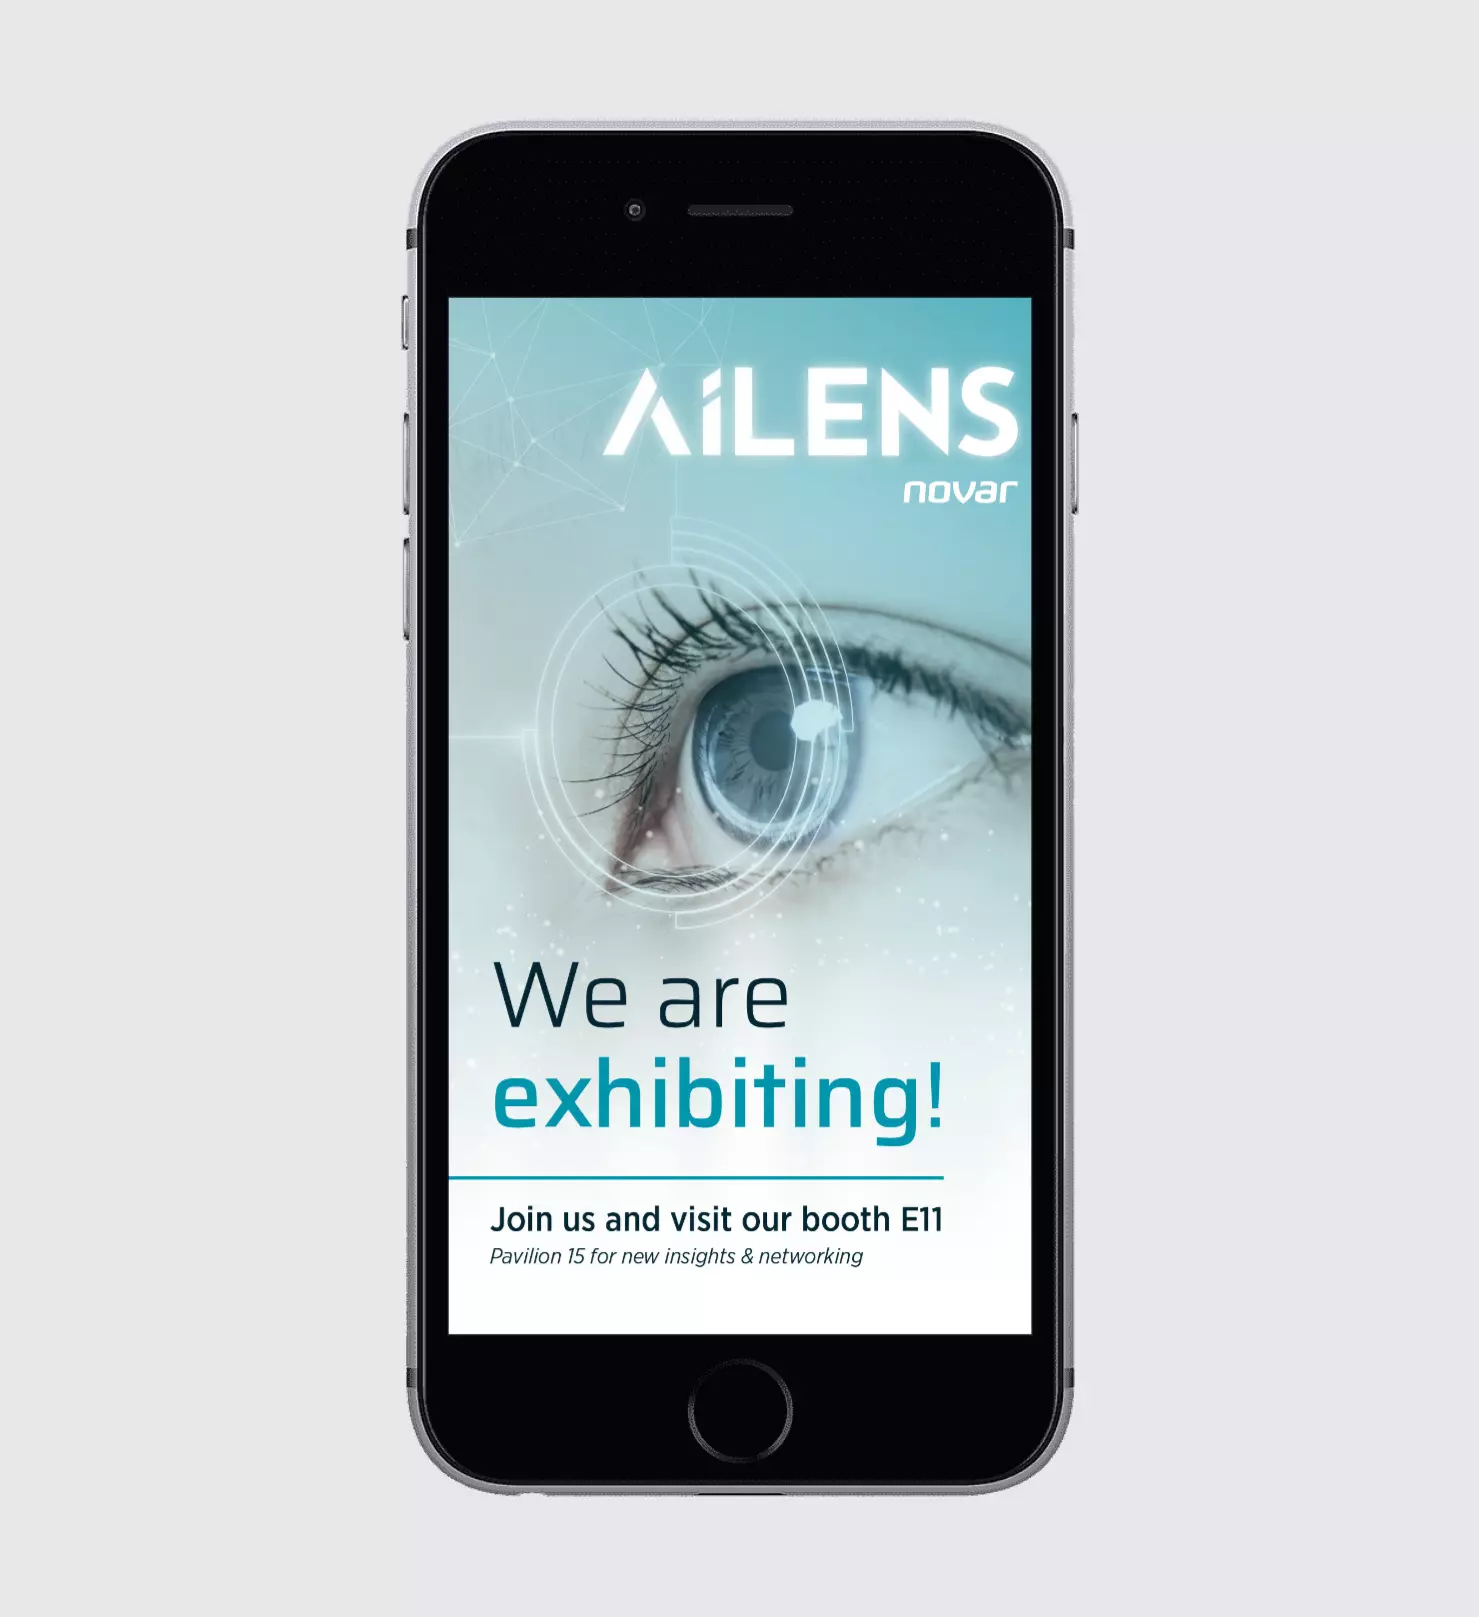 AiLENS
novar
We are
exhibiting!
Join us and visit our booth E11
Pavilion 15 for new insights & networking